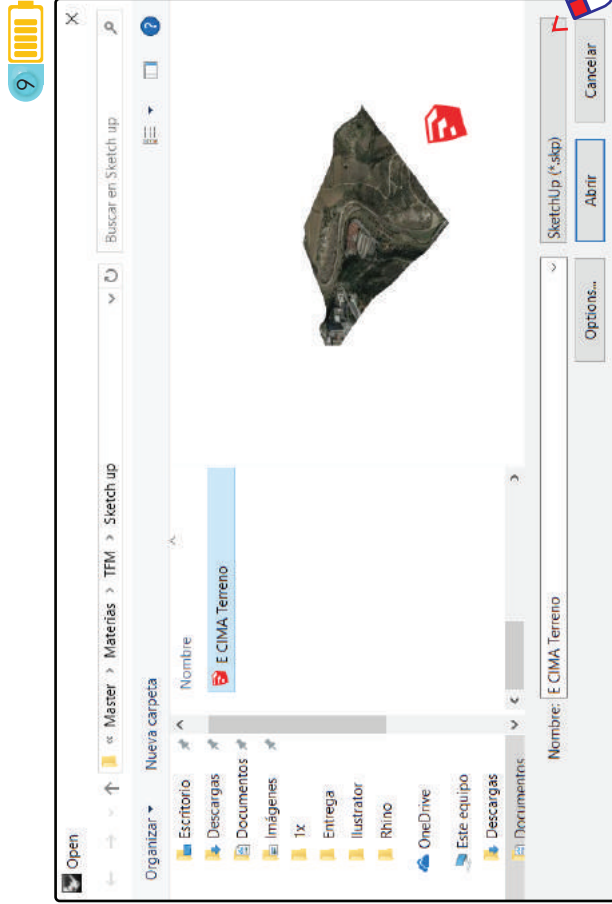 9
Open
« Master > Materias > TFM > Sketch up
Buscar en Sketch up
Organizar
Nueva carpeta
Escritorio
Descargas
Documentos
Imágenes
1x
Entrega
Ilustrator
Rhino
OneDrive
Este equipo
Descargas
Documentos
Nombre
E CIMA Terreno
Nombre: E CIMA Terreno
SketchUp (*.skp)
Options...
Abrir
Cancelar